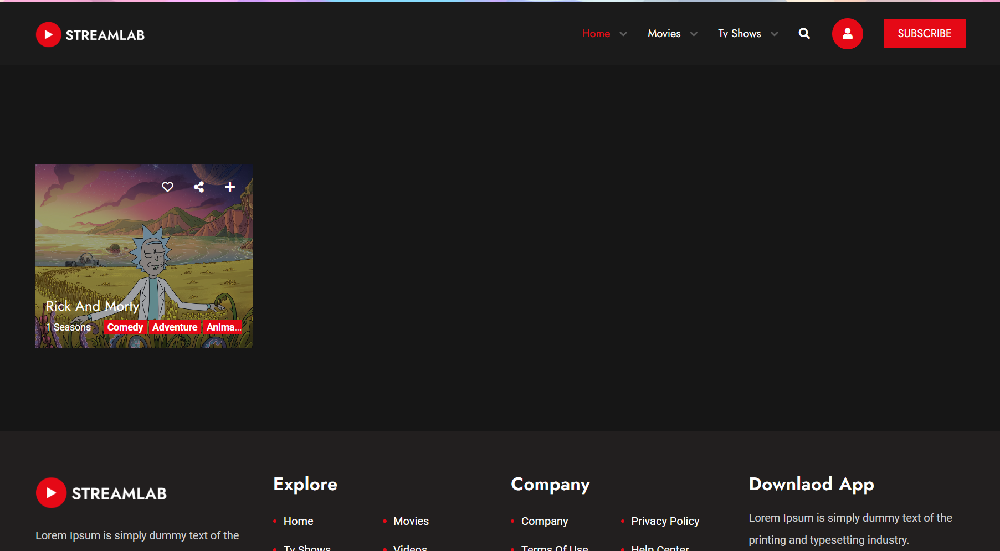 STREAMLAB
Home Movies Tv Shows SUBSCRIBE
Rick And Morty
1 Seasons Comedy Adventure Anima...
STREAMLAB
Lorem Ipsum is simply dummy text of the
Explore
Home Movies
Tv Shows Videos
Company
Company Privacy Policy
Terms Of Use Help Center
Downlaod App
Lorem Ipsum is simply dummy text of the
printing and typesetting industry.